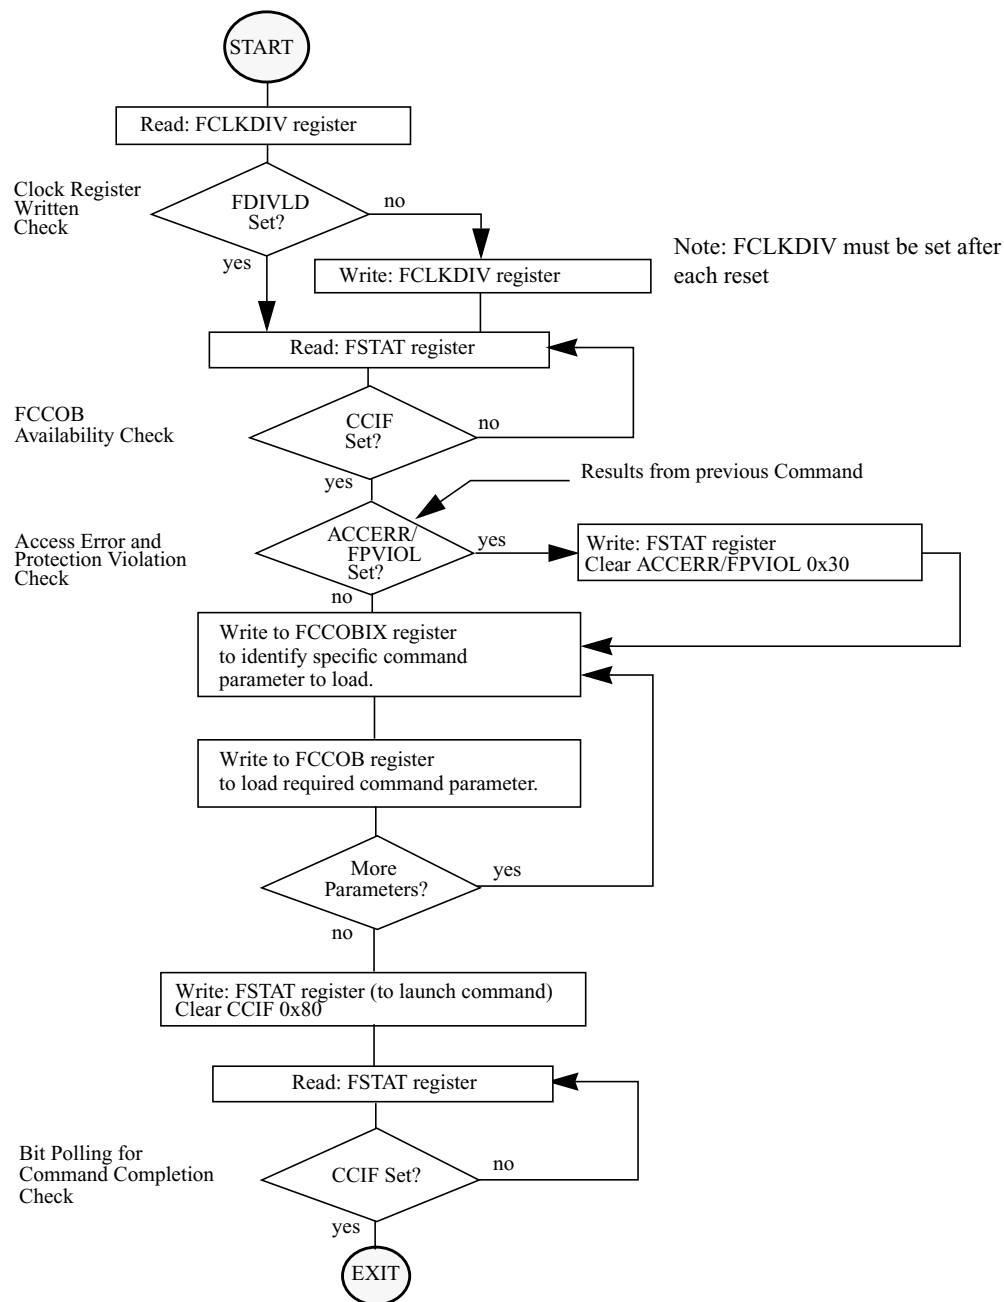 START
Read: FCLKDIV register
Clock Register
Written
Check
FDIVLD
Set?
no
yes
Note: FCLKDIV must be set after
each reset
Write: FCLKDIV register
Read: FSTAT register
FCCOB
Availability Check
CCIF
Set?
no
yes
Results from previous Command
Access Error and
Protection Violation
Check
ACCERR/
FPVIOL
Set?
yes
no
Write: FSTAT register
Clear ACCERR/FPVIOL 0x30
Write to FCCOBIX register
to identify specific command
parameter to load.
Write to FCCOB register
to load required command parameter.
More
Parameters?
yes
no
Write: FSTAT register (to launch command)
Clear CCIF 0x80
Read: FSTAT register
Bit Polling for
Command Completion
Check
CCIF Set?
no
yes
EXIT